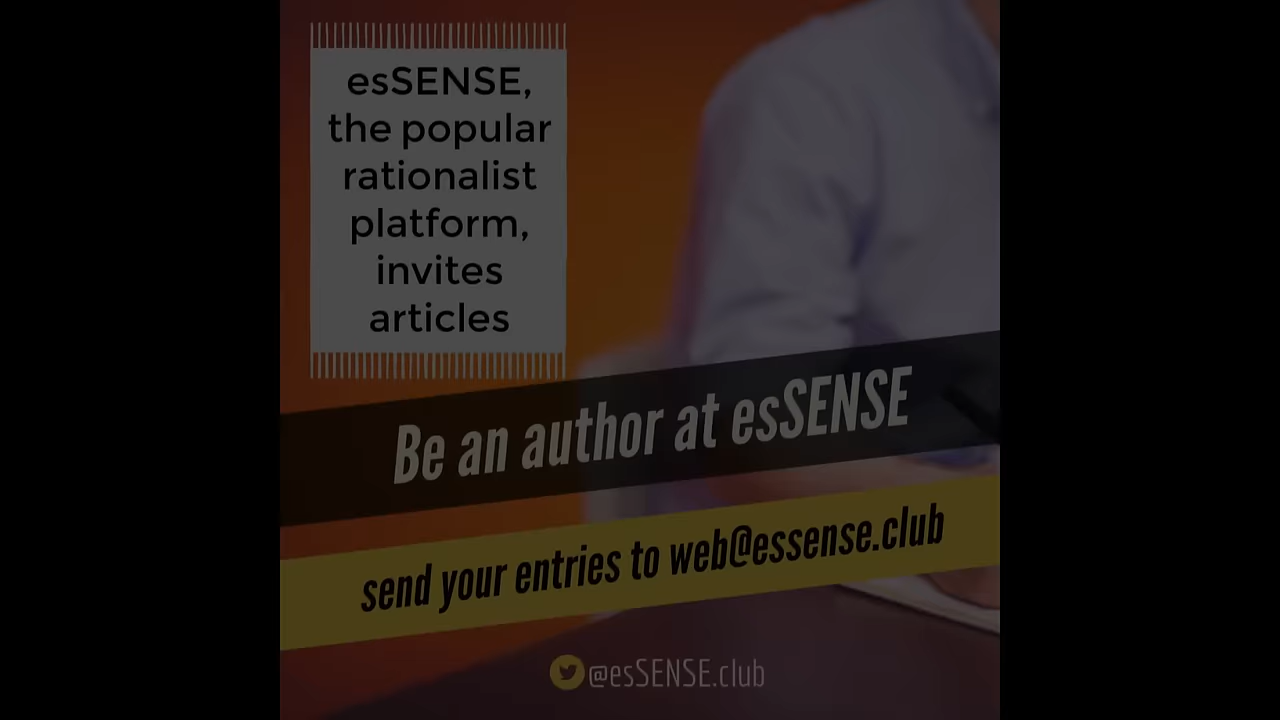 esSENSE,
the popular
rationalist
platform,
invites
articles
Be an author at esSENSE
send your entries to web@essense.club
@esSENSE.club